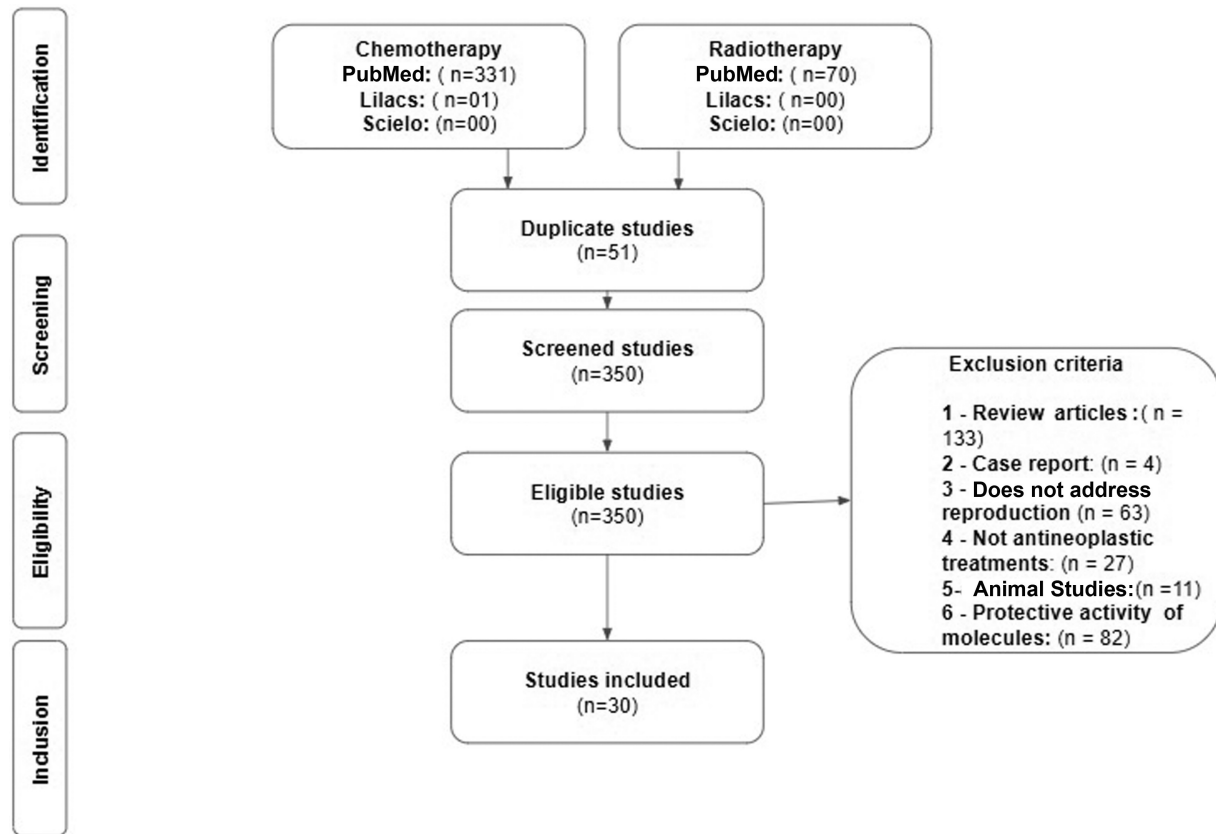 Identification
Chemotherapy
PubMed: ( n=331)
Lilacs: ( n=01)
Scielo: (n=00)
Radiotherapy
PubMed: ( n=70)
Lilacs: (n=00)
Scielo: (n=00)
Duplicate studies
(n=51)
Screening
Screened studies
(n=350)
Eligibility
Eligible studies
(n=350)
Exclusion criteria
1 - Review articles :( n =
133)
2 - Case report: (n = 4)
3 - Does not address
reproduction (n = 63)
4 - Not antineoplastic
treatments: (n = 27)
5- Animal Studies:(n =11)
6 - Protective activity of
molecules: (n = 82)
Inclusion
Studies included
(n=30)